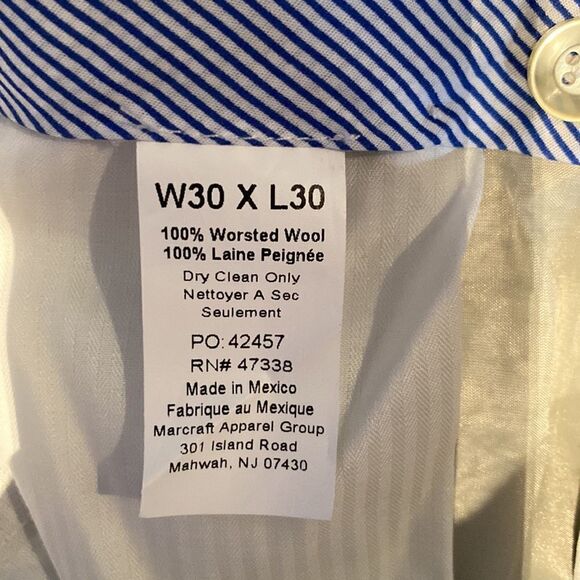 W30 X L30
100% Worsted Wool
100% Laine Peignée
Dry Clean Only
Nettoyer A Sec
Seulement
PO: 42457
RN# 47338
Made in Mexico
Fabrique au Mexique
Marcraft Apparel Group
301 Island Road
Mahwah, NJ 07430